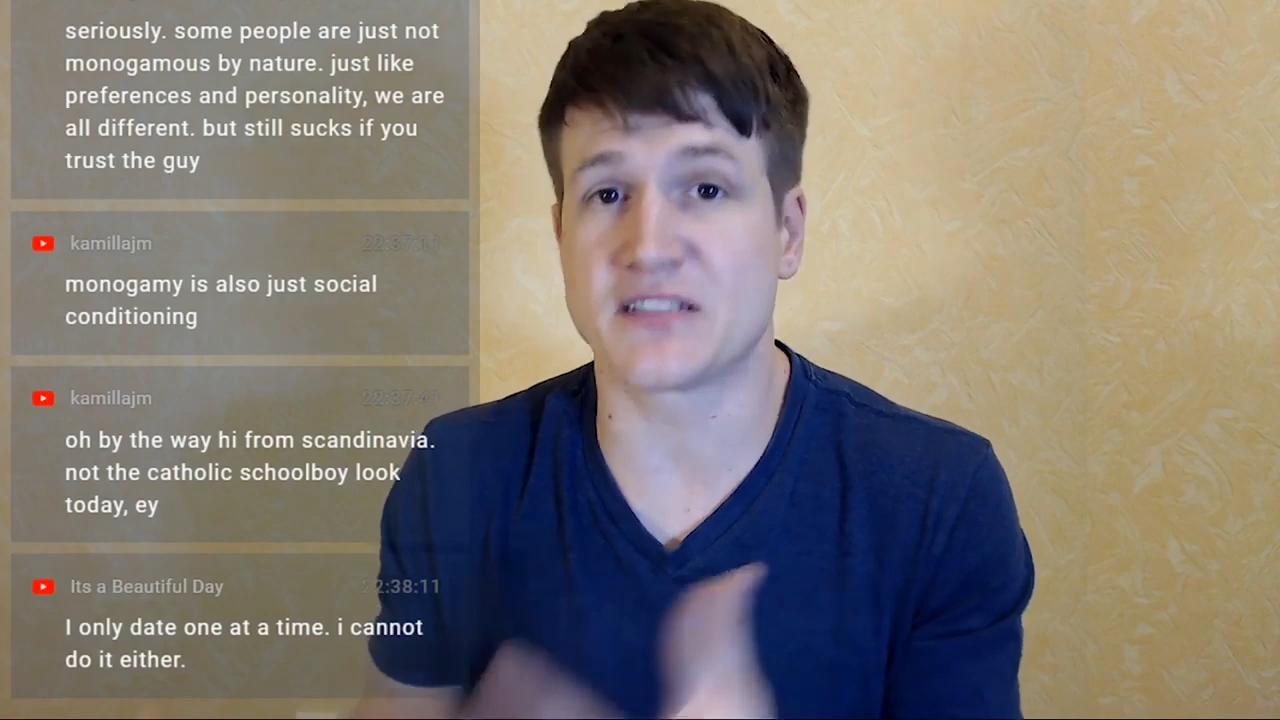 seriously. some people are just not
monogamous by nature. just like
preferences and personality, we are
all different. but still sucks if you
trust the guy
kamillajm
monogamy is also just social
conditioning
kamillajm
oh by the way hi from scandinavia.
not the catholic schoolboy look
today, ey
Its a Beautiful Day 22:38:11
I only date one at a time. i cannot
do it either.